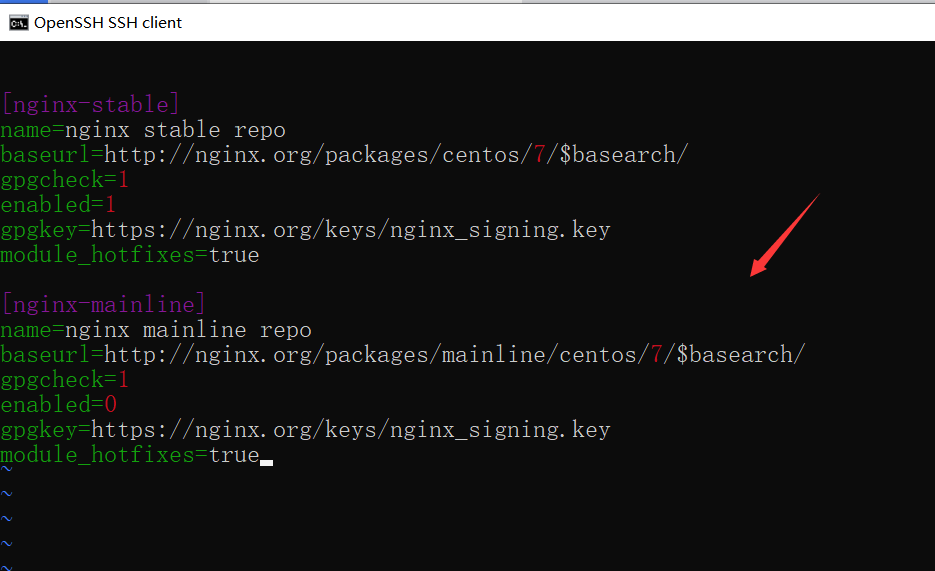 OpenSSH SSH client
[nginx-stable]
name=nginx stable repo
baseurl=http://nginx.org/packages/centos/7/$basearch/
gpgcheck=1
enabled=1
gpgkey=https://nginx.org/keys/nginx_signing.key
module_hotfixes=true
[nginx-mainline]
name=nginx mainline repo
baseurl=http://nginx.org/packages/mainline/centos/7/$basearch/
gpgcheck=1
enabled=0
gpgkey=https://nginx.org/keys/nginx_signing.key
module_hotfixes=true
~
~
~
~
~